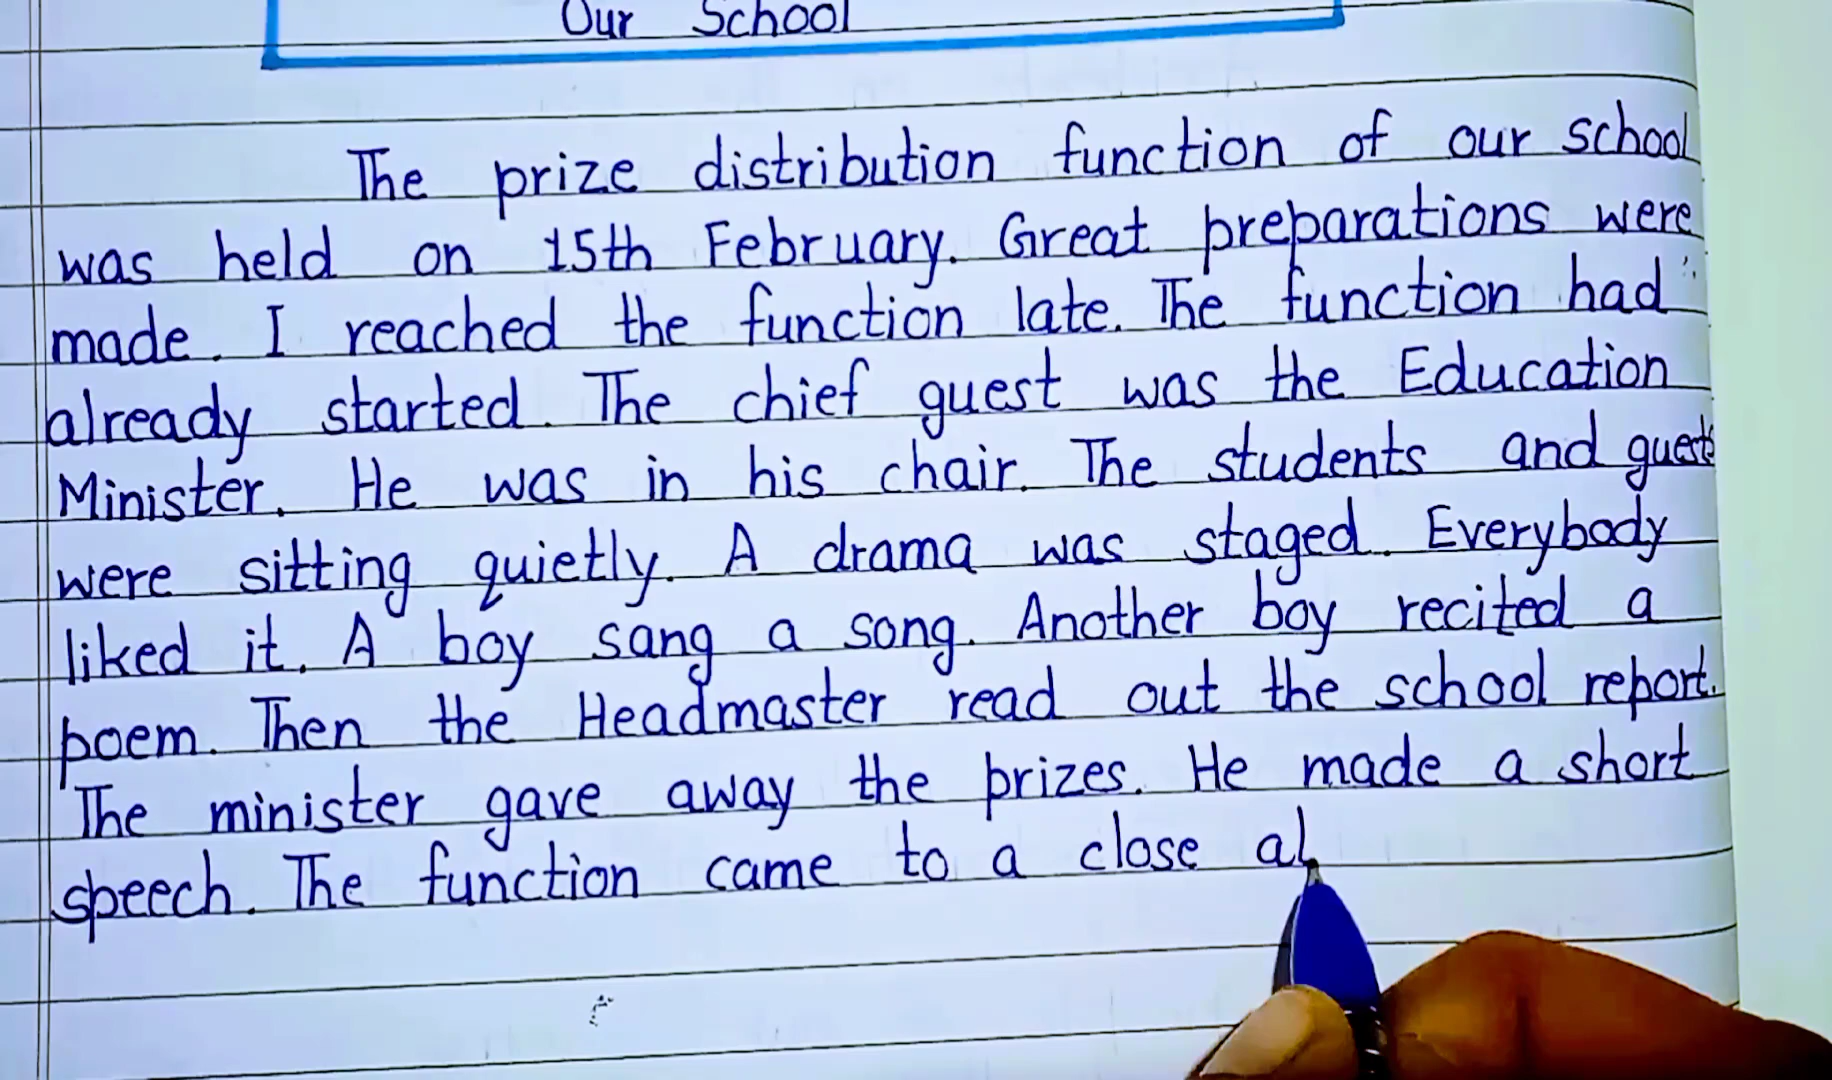 Our School
The prize distribution function of our school
was held on 15th February. Great preparations were
made. I reached the function late. The function had
already started. The chief guest was the Education
Minister. He was in his chair. The students and guests
were sitting quietly. A drama was staged. Everybody
liked it. A boy sang a song. Another boy recited a
poem. Then the Headmaster read out the school report.
The minister gave away the prizes. He made a short
speech. The function came to a close